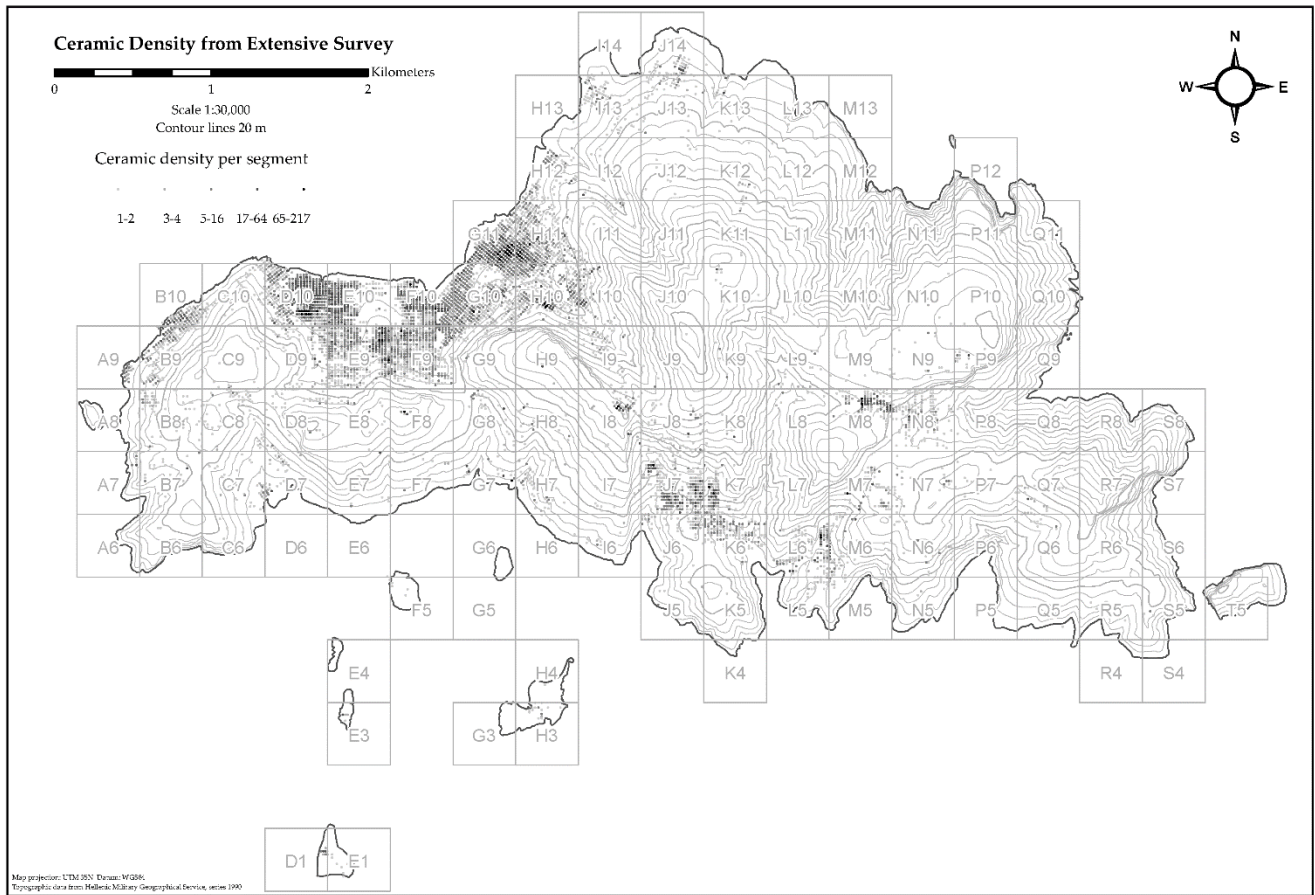 Ceramic Density from Extensive Survey
Kilometers
0 1 2
Scale 1:30,000
Contour lines 20 m
Ceramic density per segment
1-2 3-4 5-16 17-64 65-217
N
W E
S
I14 J14
H13 I13 J13 K13 L13 M13
H12 I12 J12 K12 L12 M12 P12
G11 H11 I11 J11 K11 L11 M11 N11 P11 Q11
B10 C10 D10 E10 F10 G10 H10 I10 J10 K10 L10 M10 N10 P10 Q10
A9 B9 C9 D9 E9 F9 G9 H9 I9 J9 K9 L9 M9 N9 P9 Q9
A8 B8 C8 D8 E8 F8 G8 H8 I8 J8 K8 L8 M8 N8 P8 Q8 R8 S8
A7 B7 C7 D7 E7 F7 G7 H7 I7 J7 K7 L7 M7 N7 P7 Q7 R7 S7
A6 B6 C6 D6 E6 G6 H6 I6 J6 K6 L6 M6 N6 P6 Q6 R6 S6
F5 G5 J5 K5 L5 M5 N5 P5 Q5 R5 S5 T5
E4 H4 K4 R4 S4
E3 G3 H3
D1 E1
Map projection: UTM 35N Datum: WGS84
Topographic data from Hellenic Military Geographical Service, series 1990